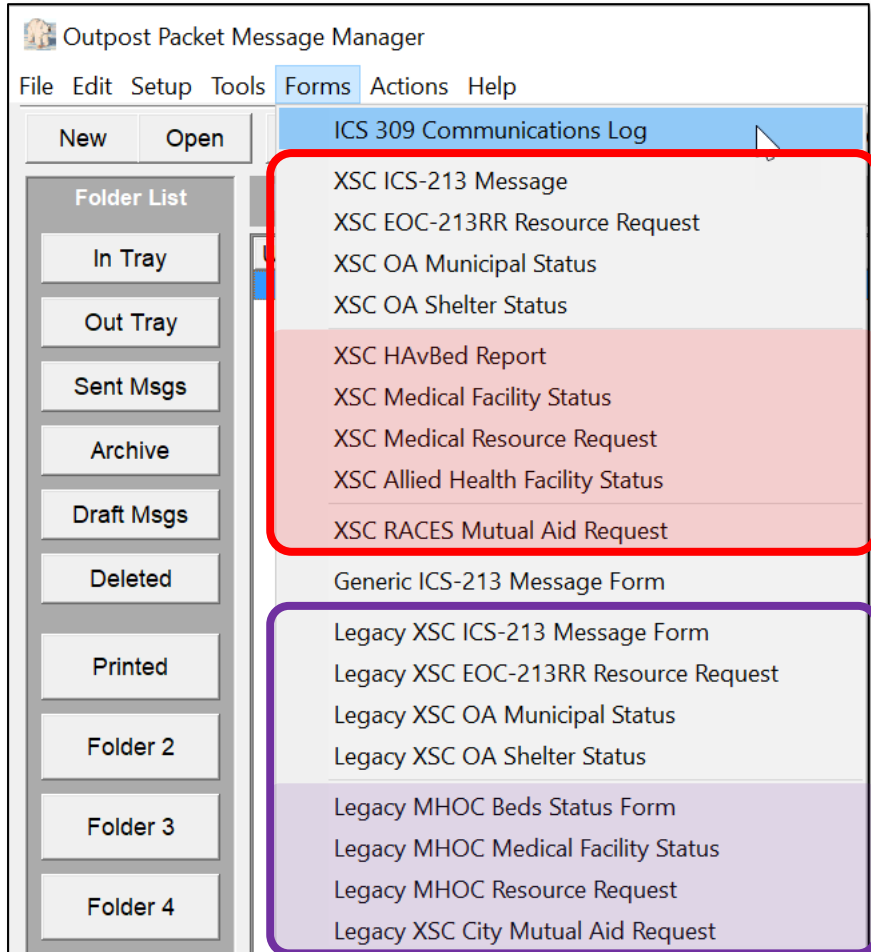 Outpost Packet Message Manager
File Edit Setup Tools Forms Actions Help
New Open
ICS 309 Communications Log
Folder List
In Tray
Out Tray
Sent Msgs
Archive
Draft Msgs
Deleted
Printed
Folder 2
Folder 3
Folder 4
XSC ICS-213 Message
XSC EOC-213RR Resource Request
XSC OA Municipal Status
XSC OA Shelter Status
XSC HAvBed Report
XSC Medical Facility Status
XSC Medical Resource Request
XSC Allied Health Facility Status
XSC RACES Mutual Aid Request
Generic ICS-213 Message Form
Legacy XSC ICS-213 Message Form
Legacy XSC EOC-213RR Resource Request
Legacy XSC OA Municipal Status
Legacy XSC OA Shelter Status
Legacy MHOC Beds Status Form
Legacy MHOC Medical Facility Status
Legacy MHOC Resource Request
Legacy XSC City Mutual Aid Request